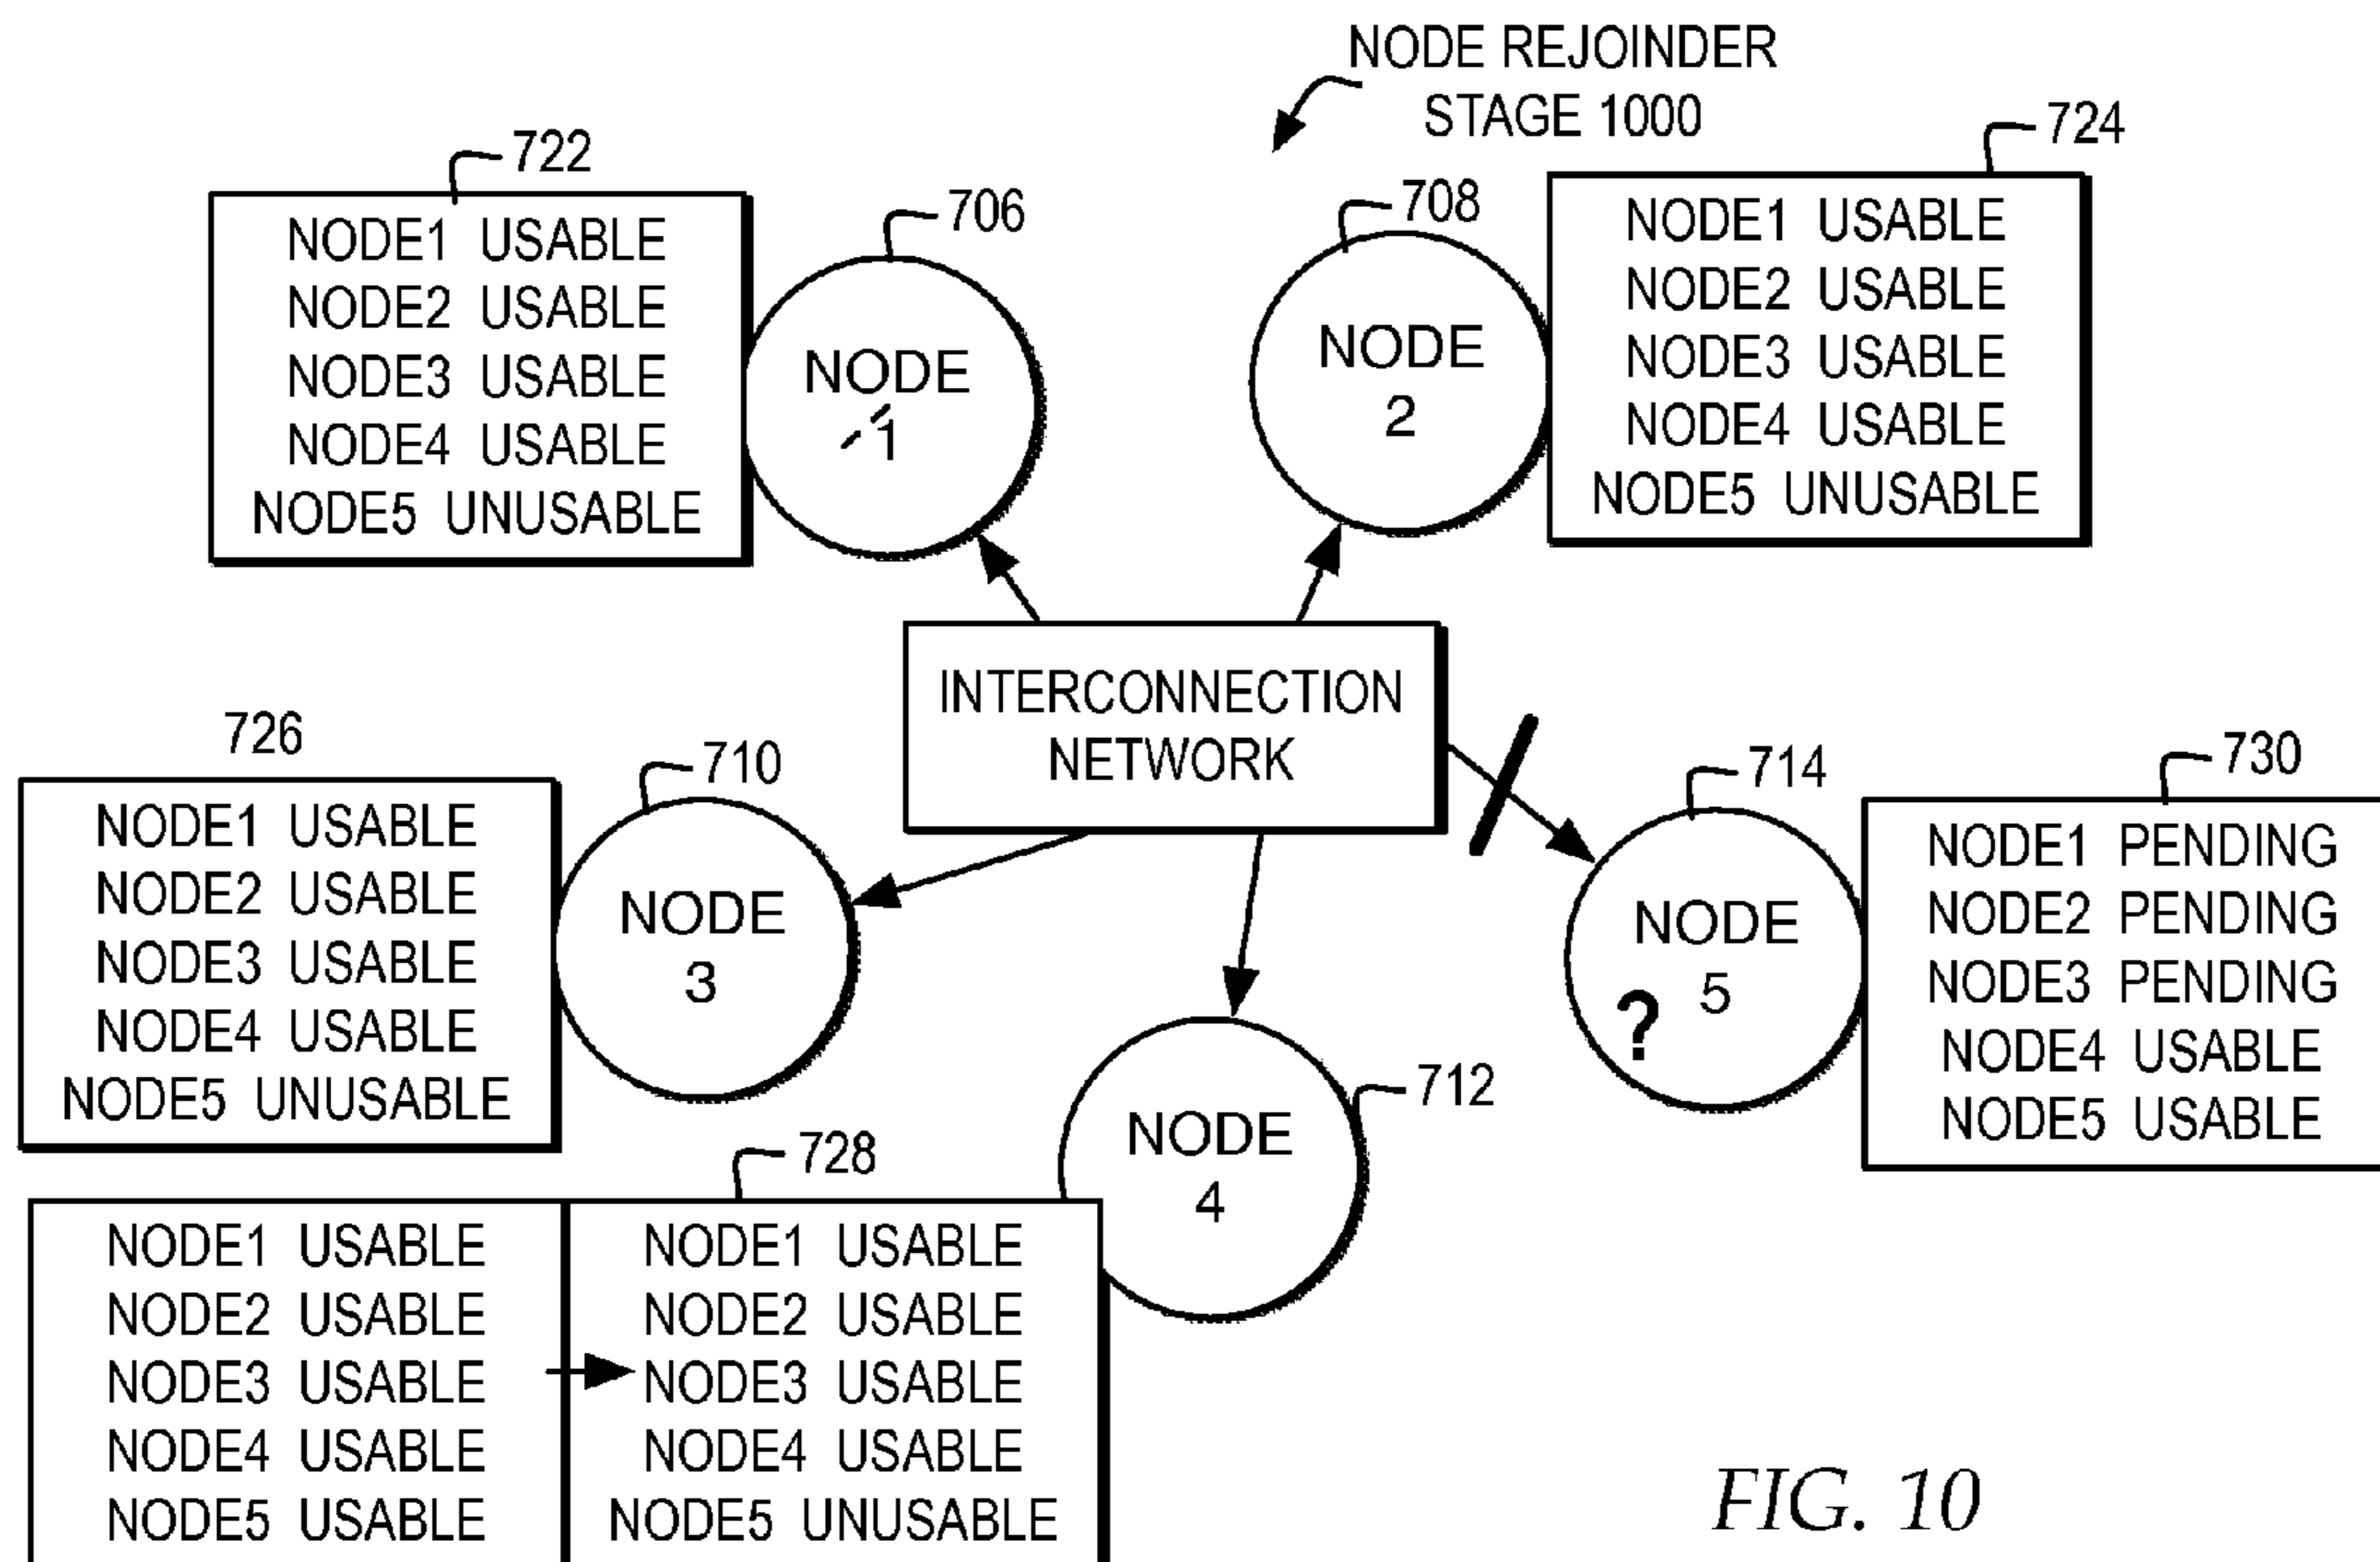 NODE REJOINDER
STAGE 1000
722
NODE1 USABLE
NODE2 USABLE
NODE3 USABLE
NODE4 USABLE
NODE5 UNUSABLE
706
NODE
1
708
NODE
2
724
NODE1 USABLE
NODE2 USABLE
NODE3 USABLE
NODE4 USABLE
NODE5 UNUSABLE
INTERCONNECTION
NETWORK
726
NODE1 USABLE
NODE2 USABLE
NODE3 USABLE
NODE4 USABLE
NODE5 UNUSABLE
710
NODE
3
714
NODE
5
?
730
NODE1 PENDING
NODE2 PENDING
NODE3 PENDING
NODE4 USABLE
NODE5 USABLE
712
NODE
4
728
NODE1 USABLE
NODE2 USABLE
NODE3 USABLE
NODE4 USABLE
NODE5 USABLE
NODE1 USABLE
NODE2 USABLE
NODE3 USABLE
NODE4 USABLE
NODE5 UNUSABLE
FIG. 10